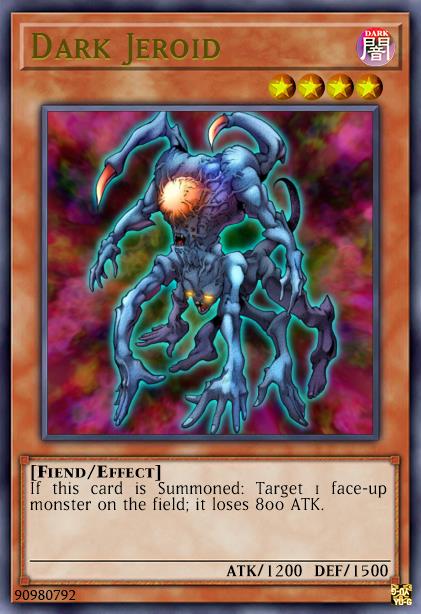 Dark Jeroid
DARK
闇
[Fiend/Effect]
If this card is Summoned: Target 1 face-up
monster on the field; it loses 800 ATK.
ATK/1200 DEF/1500
90980792